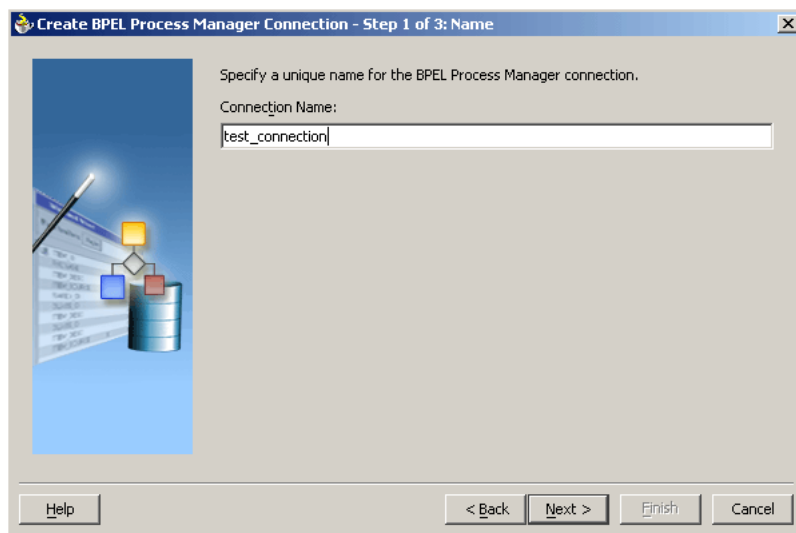 Create BPEL Process Manager Connection - Step 1 of 3: Name
Specify a unique name for the BPEL Process Manager connection.
Connection Name:
test_connection
Help
< Back
Next >
Finish
Cancel